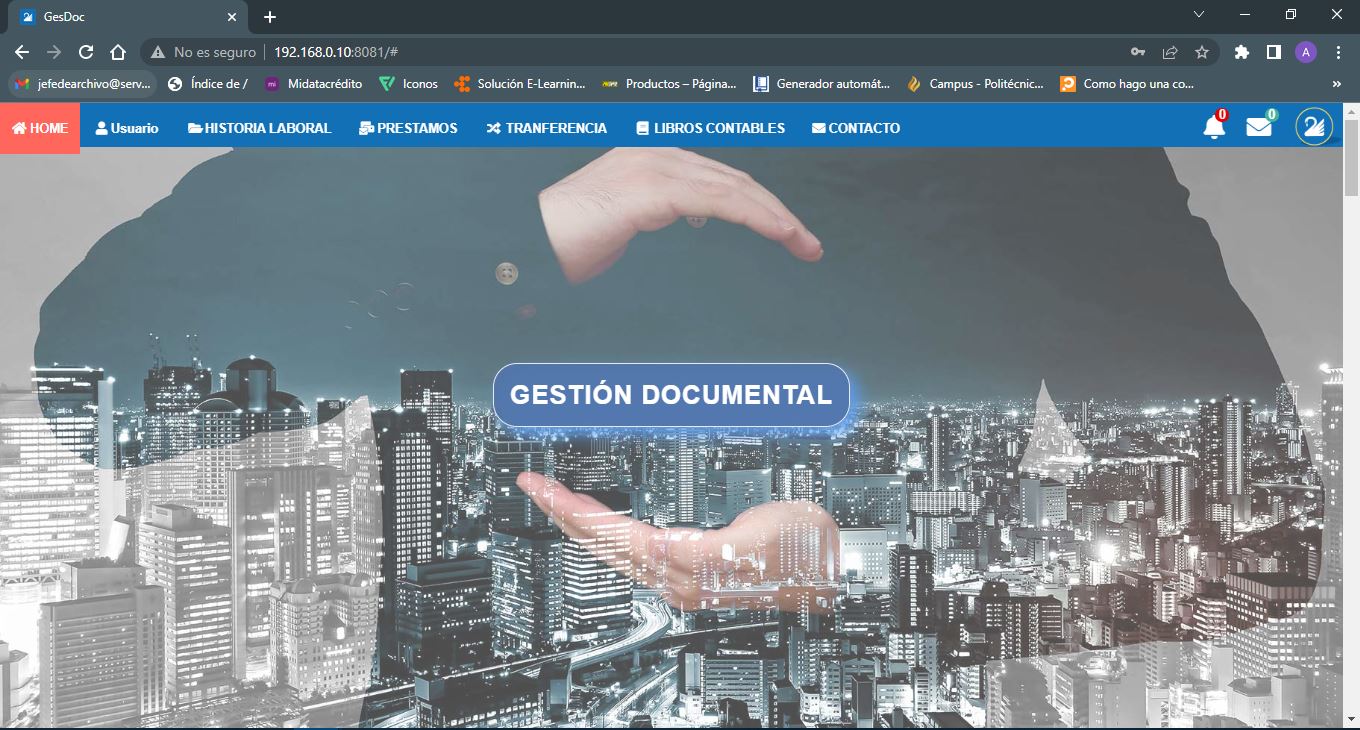 GesDoc
No es seguro 192.168.0.10:8081/#
jefedearchivo@serv... Índice de / mi Midatacrédito Iconos Solución E-Learnin... Productos – Página... Generador automát... Campus - Politécnic... Como hago una co... »
HOME Usuario HISTORIA LABORAL PRESTAMOS TRANFERENCIA LIBROS CONTABLES CONTACTO 0 0
A
GESTIÓN DOCUMENTAL